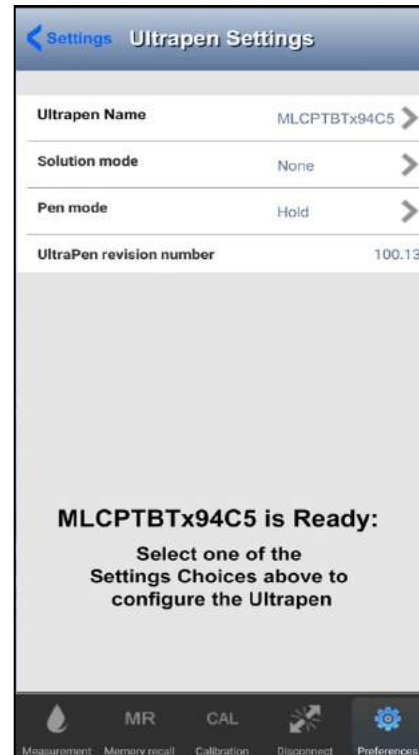 Settings Ultrapen Settings
Ultrapen Name MLCPTBTx94C5
Solution mode None
Pen mode Hold
UltraPen revision number 100.13
MLCPTBTx94C5 is Ready:
Select one of the
Settings Choices above to
configure the Ultrapen
MR CAL
Measurement Memory recall Calibration Disconnect Preferences